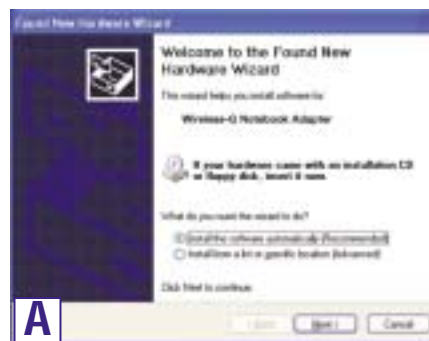 Found New Hardware Wizard
Welcome to the Found New
Hardware Wizard
This wizard helps you install software for:
Wireless-G Notebook Adapter
If your hardware came with an installation CD
or floppy disk, insert it now.
What do you want the wizard to do?
Install the software automatically (Recommended)
Install from a list or specific location (Advanced)
Click Next to continue.
< Back
Next >
Cancel
A